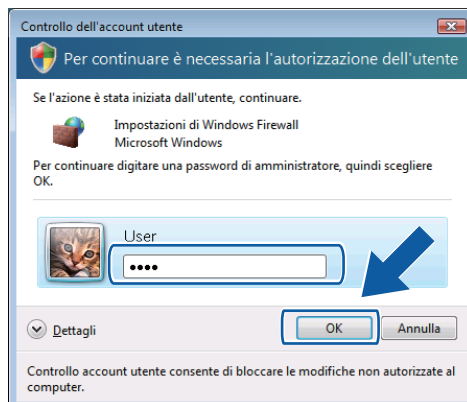 Controllo dell'account utente
Per continuare è necessaria l'autorizzazione dell'utente
Se l'azione è stata iniziata dall'utente, continuare.
Impostazioni di Windows Firewall
Microsoft Windows
Per continuare digitare una password di amministratore, quindi scegliere
OK.
User
••••
Dettagli
OK
Annulla
Controllo account utente consente di bloccare le modifiche non autorizzate al
computer.